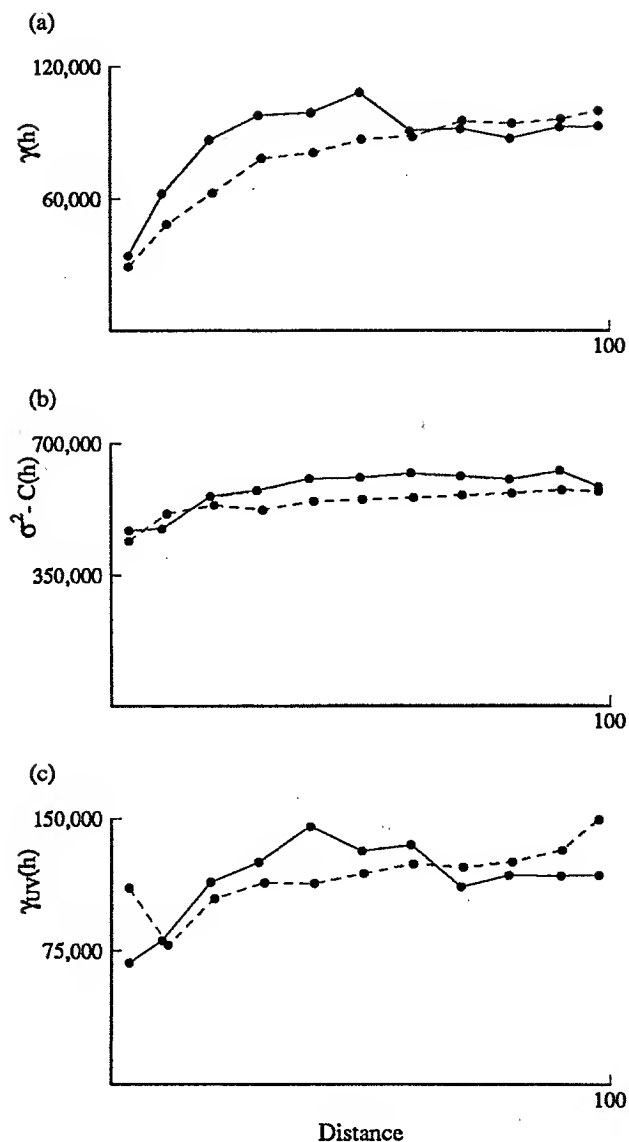 (a)
120,000
γ(h)
60,000
100
(b)
700,000
σ² - C(h)
350,000
100
(c)
150,000
γUV(h)
75,000
100
Distance